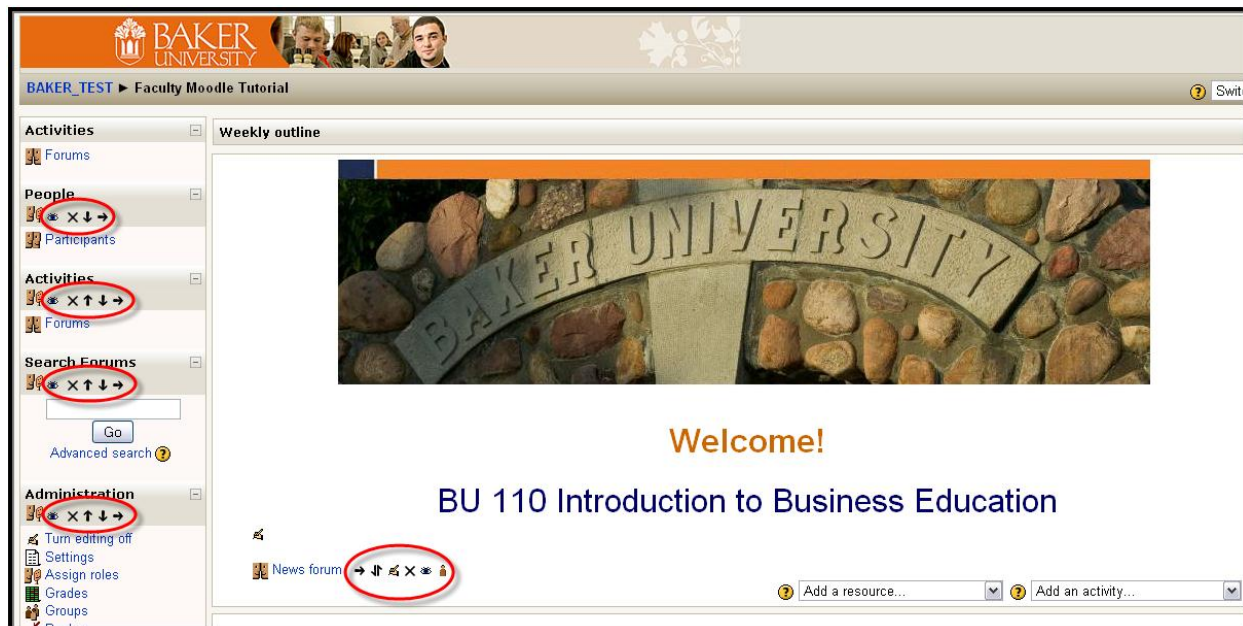 BAKER
UNIVERSITY
BAKER_TEST ► Faculty Moodle Tutorial
Activities
Forums
People
Participants
Activities
Forums
Search Forums
Go
Advanced search
Administration
Turn editing off
Settings
Assign roles
Grades
Groups
Weekly outline
BAKER UNIVERSITY
Welcome!
BU 110 Introduction to Business Education
News forum
Add a resource...
Add an activity...